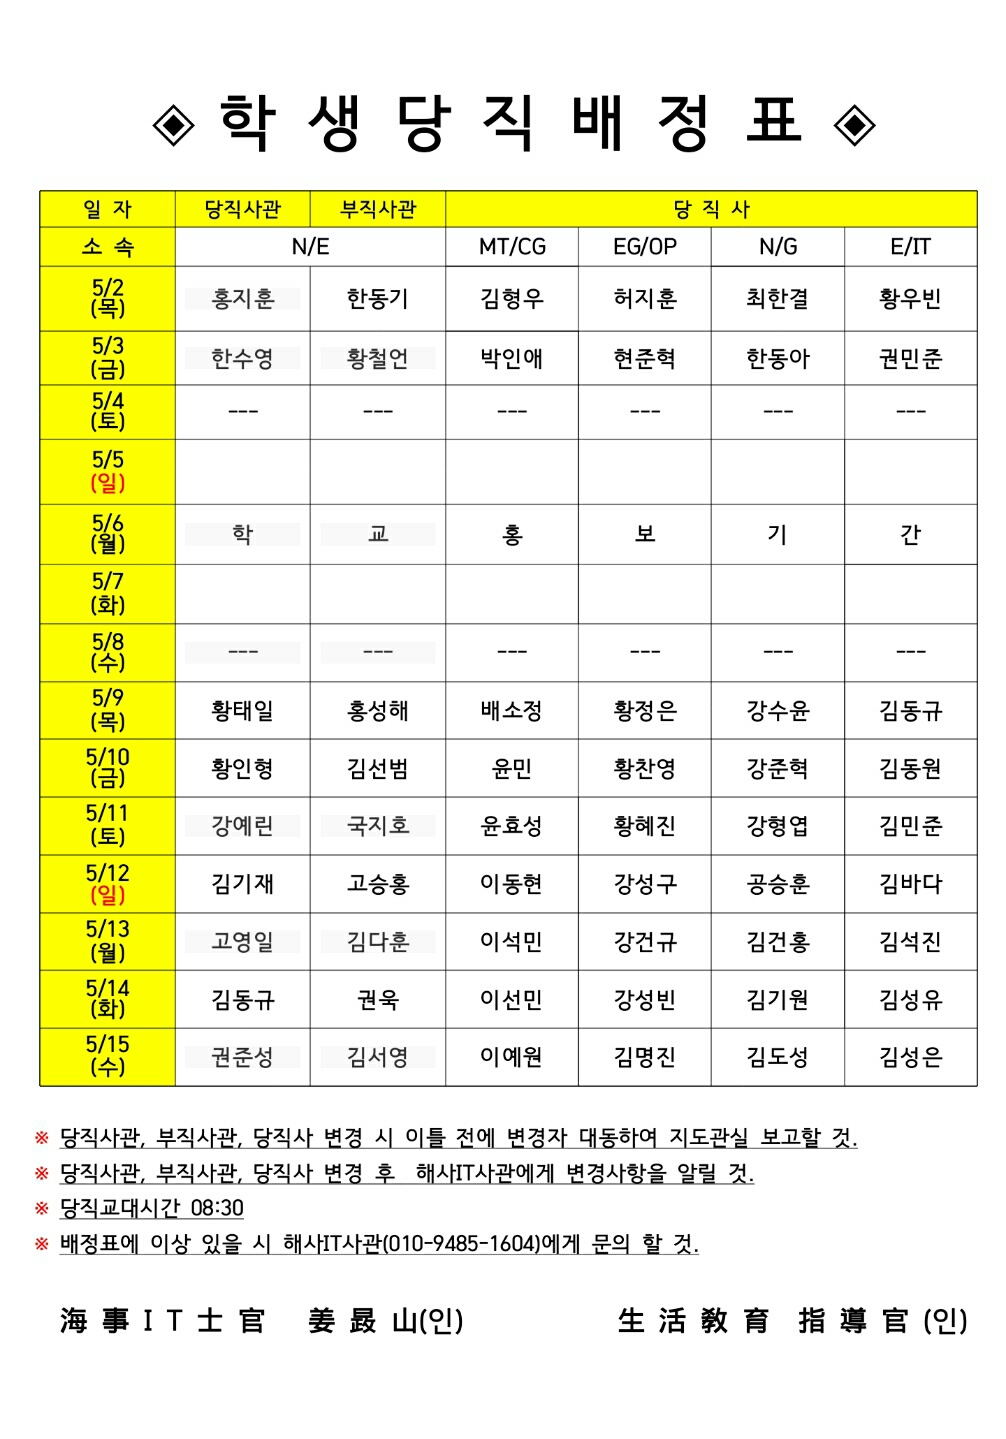 ◈ 학 생 당 직 배 정 표 ◈
일 자 당직사관 부직사관 당 직 사
소 속 N/E MT/CG EG/OP N/G E/IT
5/2
(목) 홍지훈 한동기 김형우 허지훈 최한결 황우빈
5/3
(금) 한수영 황철언 박인애 현준혁 한동아 권민준
5/4
(토) --- --- --- --- --- ---
5/5
(일)
5/6
(월) 학 교 홍 보 기 간
5/7
(화)
5/8
(수) --- --- --- --- --- ---
5/9
(목) 황태일 홍성해 배소정 황정은 강수윤 김동규
5/10
(금) 황인형 김선범 윤민 황찬영 강준혁 김동원
5/11
(토) 강예린 국지호 윤효성 황혜진 강형엽 김민준
5/12
(일) 김기재 고승홍 이동현 강성구 공승훈 김바다
5/13
(월) 고영일 김다훈 이석민 강건규 김건홍 김석진
5/14
(화) 김동규 권욱 이선민 강성빈 김기원 김성유
5/15
(수) 권준성 김서영 이예원 김명진 김도성 김성은
※ 당직사관, 부직사관, 당직사 변경 시 이틀 전에 변경자 대동하여 지도관실 보고할 것.
※ 당직사관, 부직사관, 당직사 변경 후 해사IT사관에게 변경사항을 알릴 것.
※ 당직교대시간 08:30
※ 배정표에 이상 있을 시 해사IT사관(010-9485-1604)에게 문의 할 것.
海 事 I T 士 官 姜 山(인) 生 活 敎 育 指 導 官 (인)